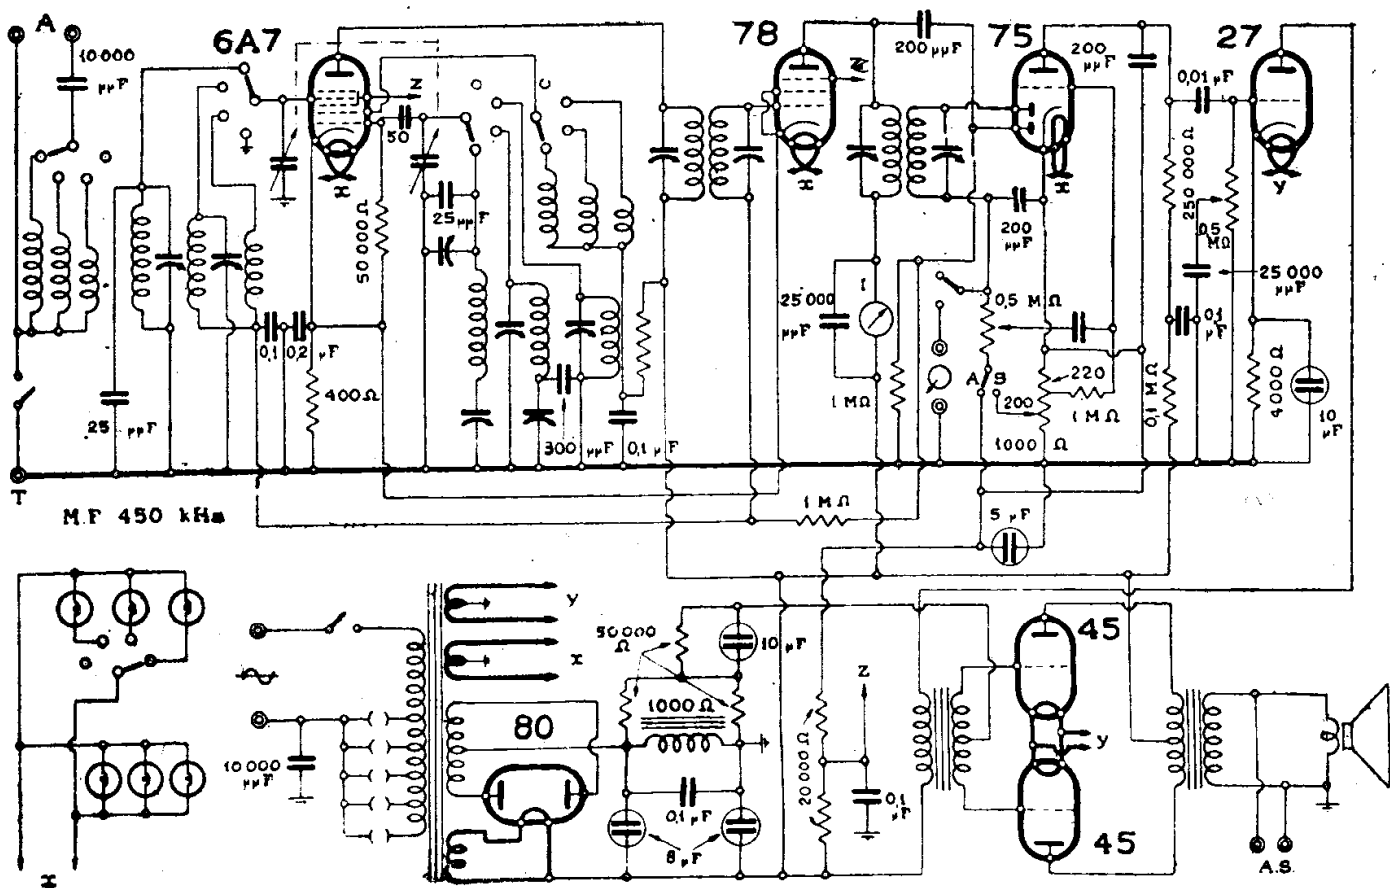 A
10 000
µµF
6A7
78
75
27
N
50
C
C
N
200 µµF
200
µµF
0,01 µF
x
25 µµF
50 000 Ω
x
x
y
200
µµF
250 000 Ω
0,5
MΩ
25 000
µµF
I
25 000
µµF
0,5 MΩ
0,1
µF
0,1 0,2 µF
400 Ω
1 MΩ
A S
220
200
1 MΩ
1000 Ω
0,1 MΩ
4000 Ω
10
µF
25 µµF
300 µµF 0,1 µF
T
M.F 450 kHz
1 MΩ
5 µF
y
x
50 000
Ω
10 µF
45
Z
1000 Ω
80
y
10 000
µµF
20 000 Ω
0,1 µF
0,1
µF
8 µF
45
A.S.
x